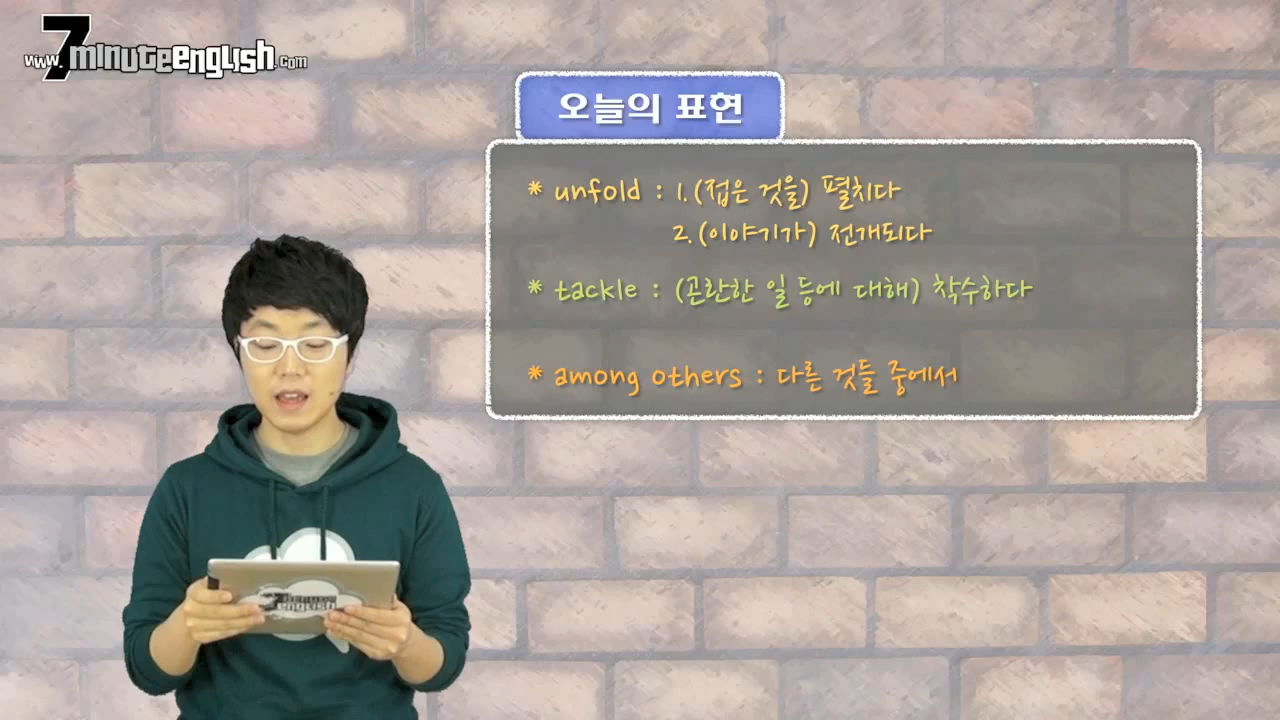 www.7minuteenglish.com
오늘의 표현
* unfold : 1. (접은 것을) 펼치다
2. (이야기가) 전개되다
* tackle : (곤란한 일 등에 대해) 착수하다
* among others : 다른 것들 중에서
7minute
english